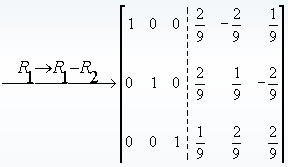 1 0 0 2/9 -2/9 1/9
R1→R1-R2
0 1 0 2/9 1/9 -2/9
0 0 1 1/9 2/9 2/9